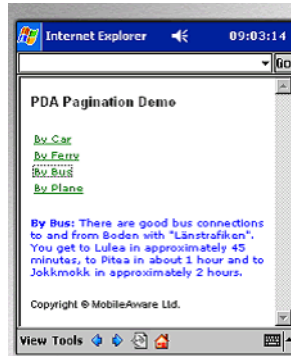 Internet Explorer 09:03:14
Go
PDA Pagination Demo
By Car
By Ferry
By Bus
By Plane
By Bus: There are good bus connections
to and from Boden with "Länstrafiken".
You get to Lulea in approximately 45
minutes, to Pitea in about 1 hour and to
Jokkmokk in approximately 2 hours.
Copyright © MobileAware Ltd.
View Tools